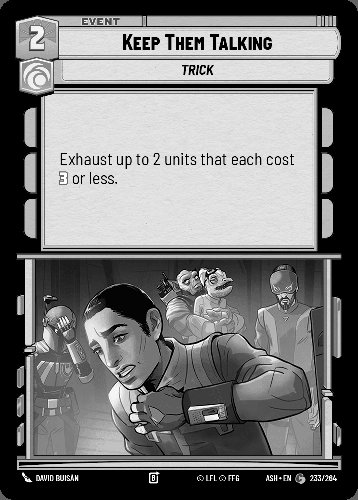 EVENT
2
KEEP THEM TALKING
TRICK
Exhaust up to 2 units that each cost
3 or less.
DAVID BUISÁN
© LFL © FFG
ASH • EN
233/264